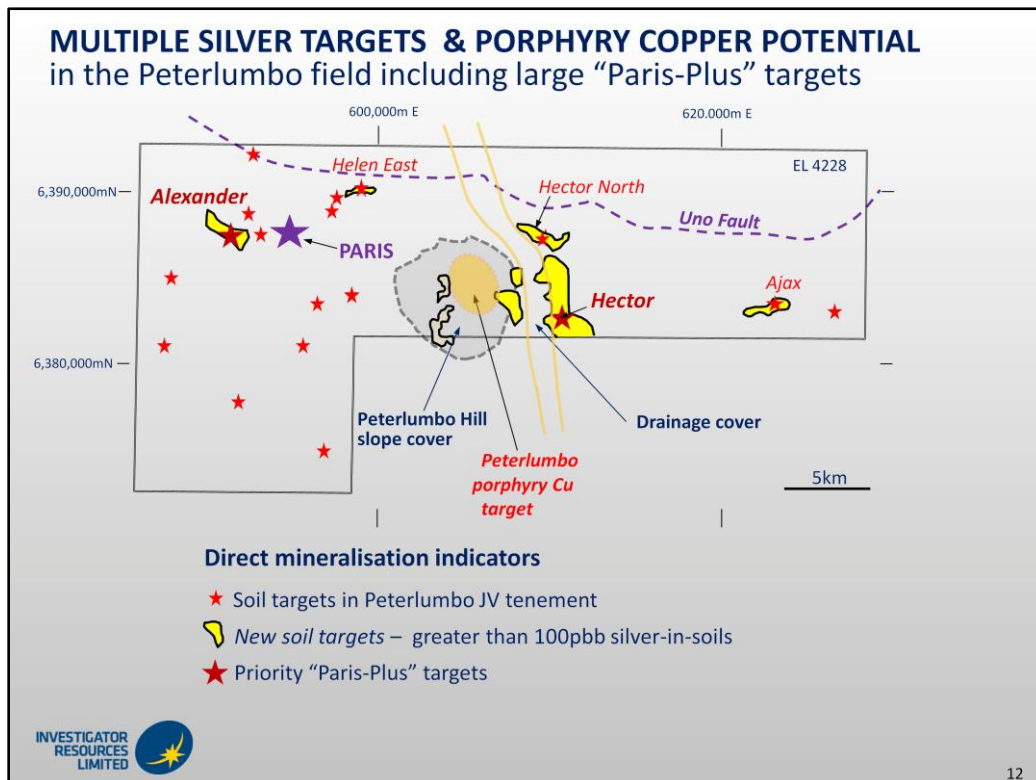 MULTIPLE SILVER TARGETS & PORPHYRY COPPER POTENTIAL
in the Peterlumbo field including large “Paris-Plus” targets
600,000m E
620.000m E
EL 4228
6,390,000mN
Helen East
Alexander
Hector North
Uno Fault
PARIS
Ajax
Hector
6,380,000mN
Peterlumbo Hill
slope cover
Drainage cover
Peterlumbo
porphyry Cu
target
5km
Direct mineralisation indicators
Soil targets in Peterlumbo JV tenement
New soil targets – greater than 100pbb silver-in-soils
Priority “Paris-Plus” targets
INVESTIGATOR
RESOURCES
LIMITED
12